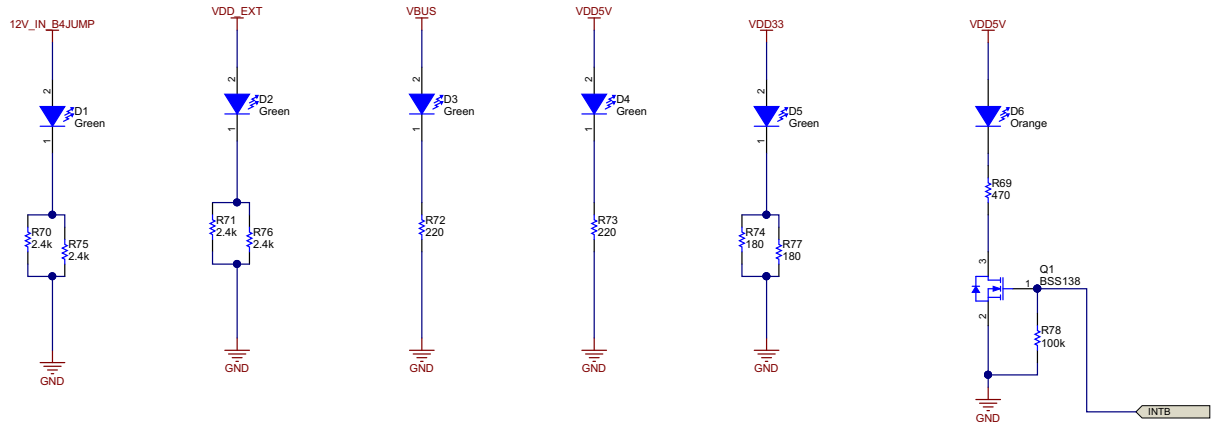 12V_IN_B4JUMP
2
D1
Green
1
R70
2.4k
R75
2.4k
GND
VDD_EXT
2
D2
Green
1
R71
2.4k
R76
2.4k
GND
VBUS
2
D3
Green
1
R72
220
GND
VDD5V
2
D4
Green
1
R73
220
GND
VDD33
2
D5
Green
1
R74
180
R77
180
GND
VDD5V
D6
Orange
R69
470
3
Q1
BSS138
1
2
R78
100k
GND
INTB